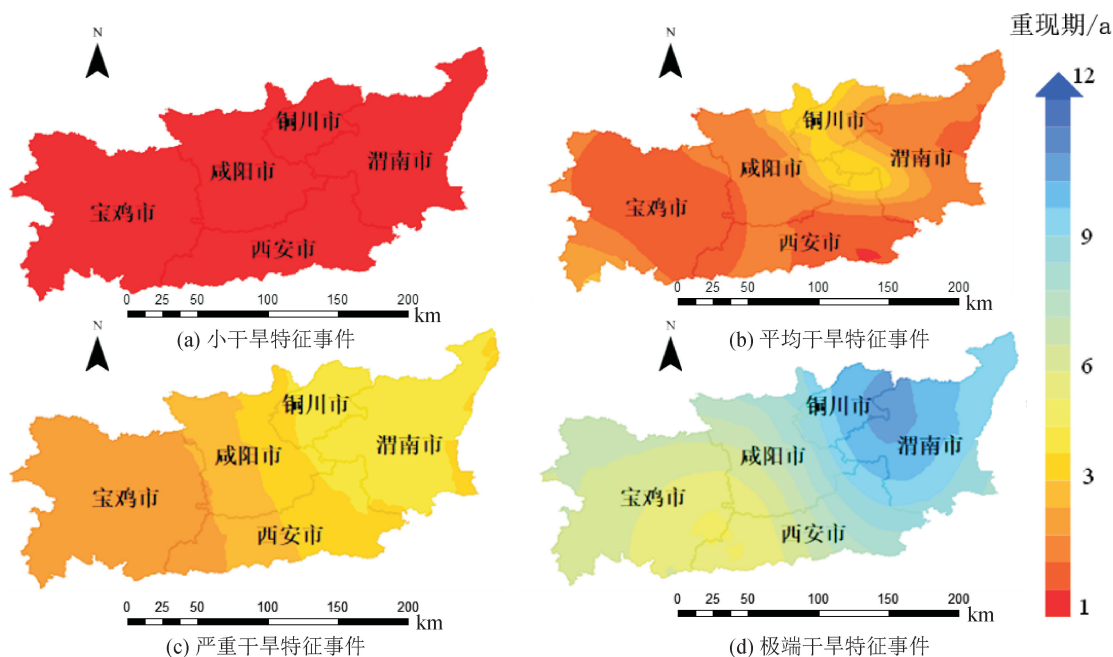 重现期/a
12
9
6
3
1
N
铜川市
咸阳市
渭南市
宝鸡市
西安市
0 25 50 100 150 200
km
(a) 小干旱特征事件
N
铜川市
咸阳市
渭南市
宝鸡市
西安市
0 25 50 100 150 200
km
(b) 平均干旱特征事件
N
铜川市
咸阳市
渭南市
宝鸡市
西安市
0 25 50 100 150 200
km
(c) 严重干旱特征事件
N
铜川市
咸阳市
渭南市
宝鸡市
西安市
0 25 50 100 150 200
km
(d) 极端干旱特征事件